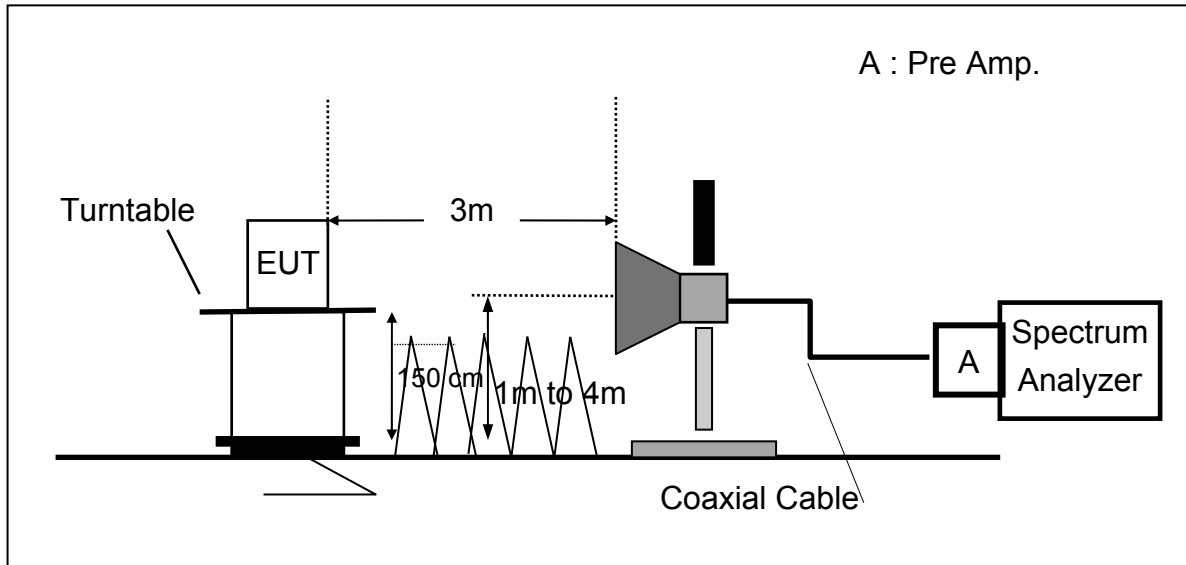 A : Pre Amp.
Turntable
3m
EUT
Spectrum
Analyzer
A
150 cm
1m to 4m
Coaxial Cable